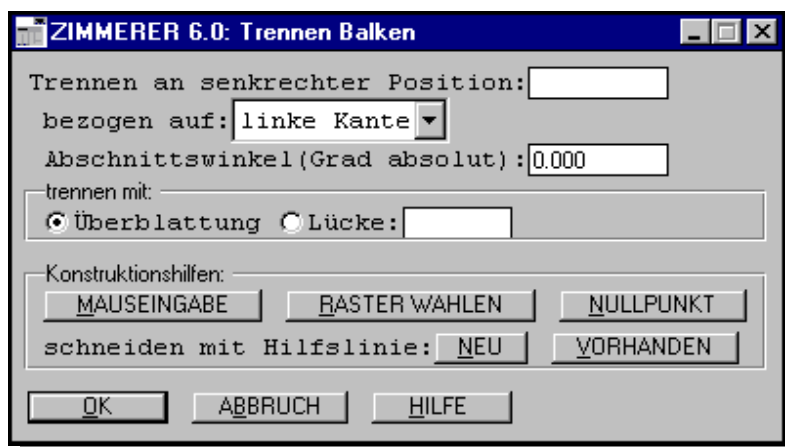 ZIMMERER 6.0: Trennen Balken
Trennen an senkrechter Position:
bezogen auf: linke Kante
Abschnittswinkel(Grad absolut): 0.000
trennen mit:
Überblattung Lücke:
Konstruktionshilfen:
MAUSEINGABE RASTER WAHLEN NULLPUNKT
schneiden mit Hilfslinie: NEU VORHANDEN
OK ABBRUCH HILFE